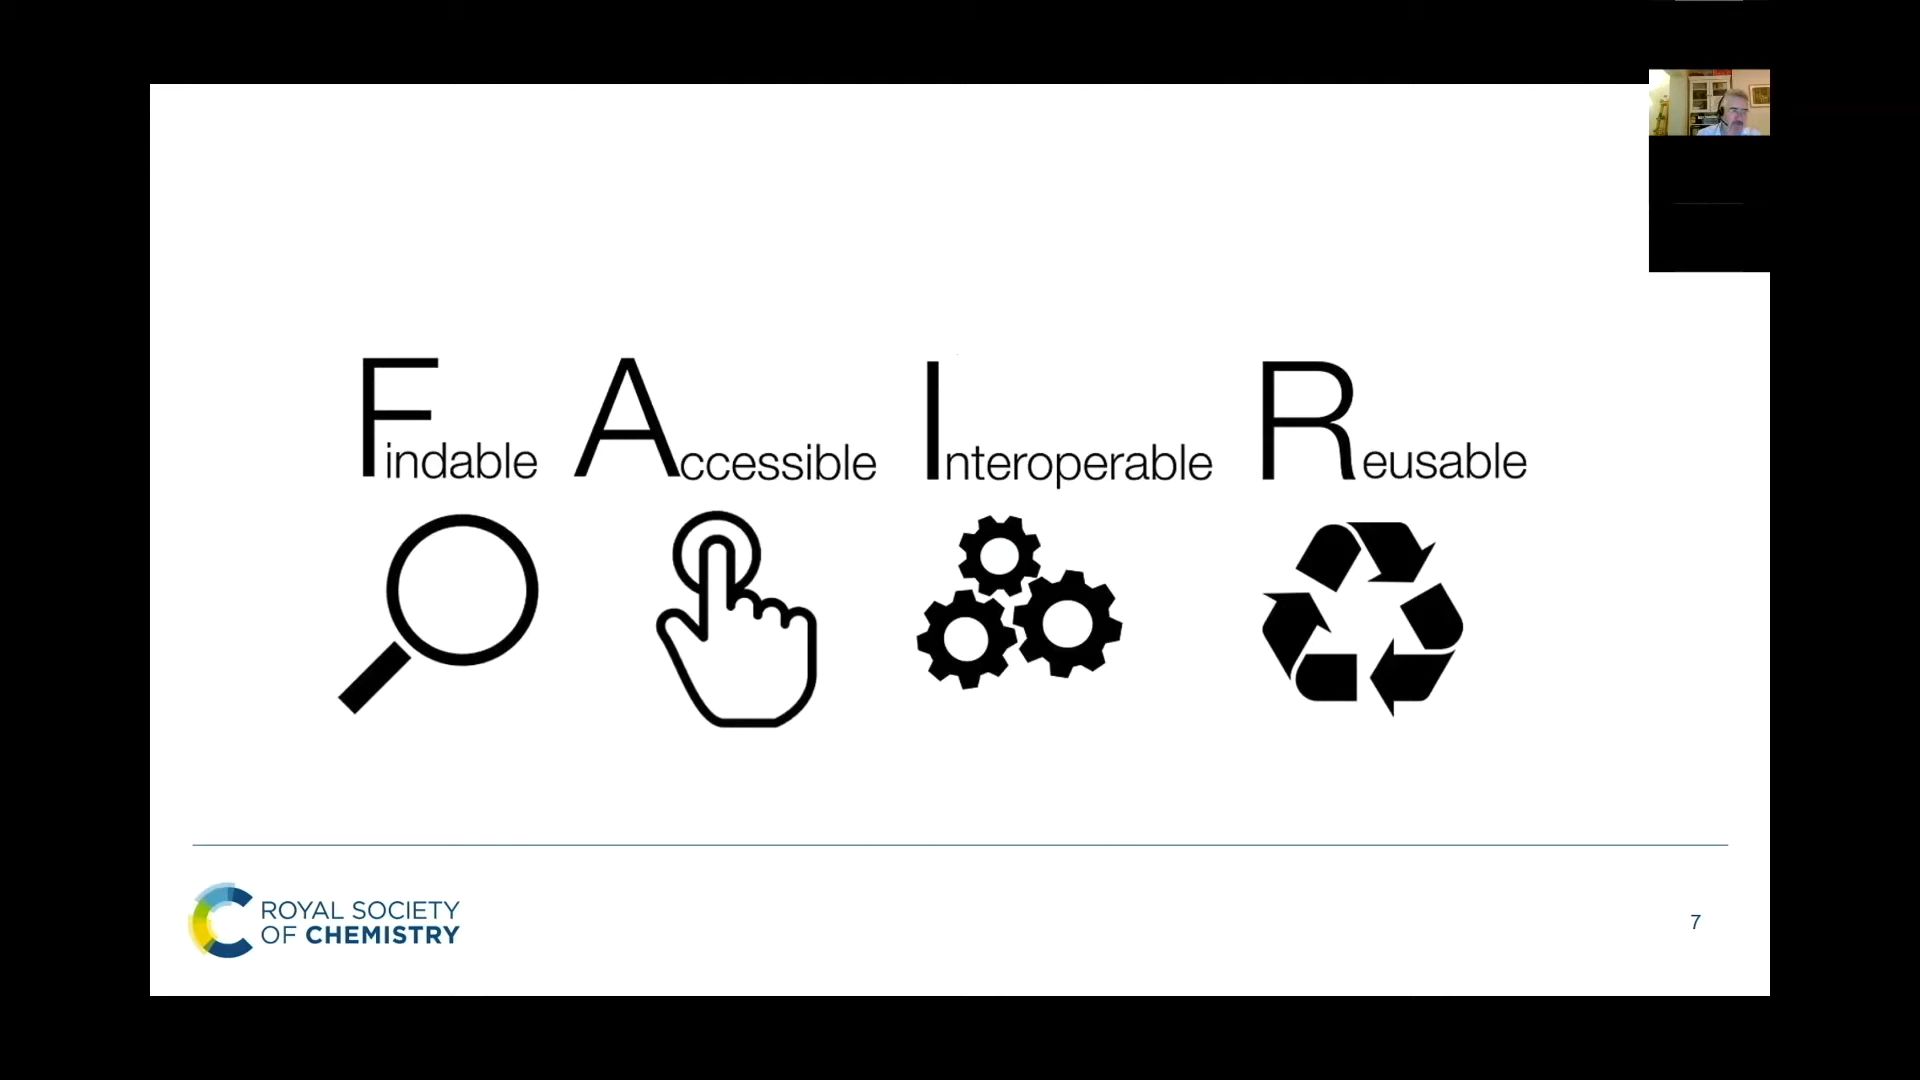 Findable Accessible Interoperable Reusable
ROYAL SOCIETY
OF CHEMISTRY
7